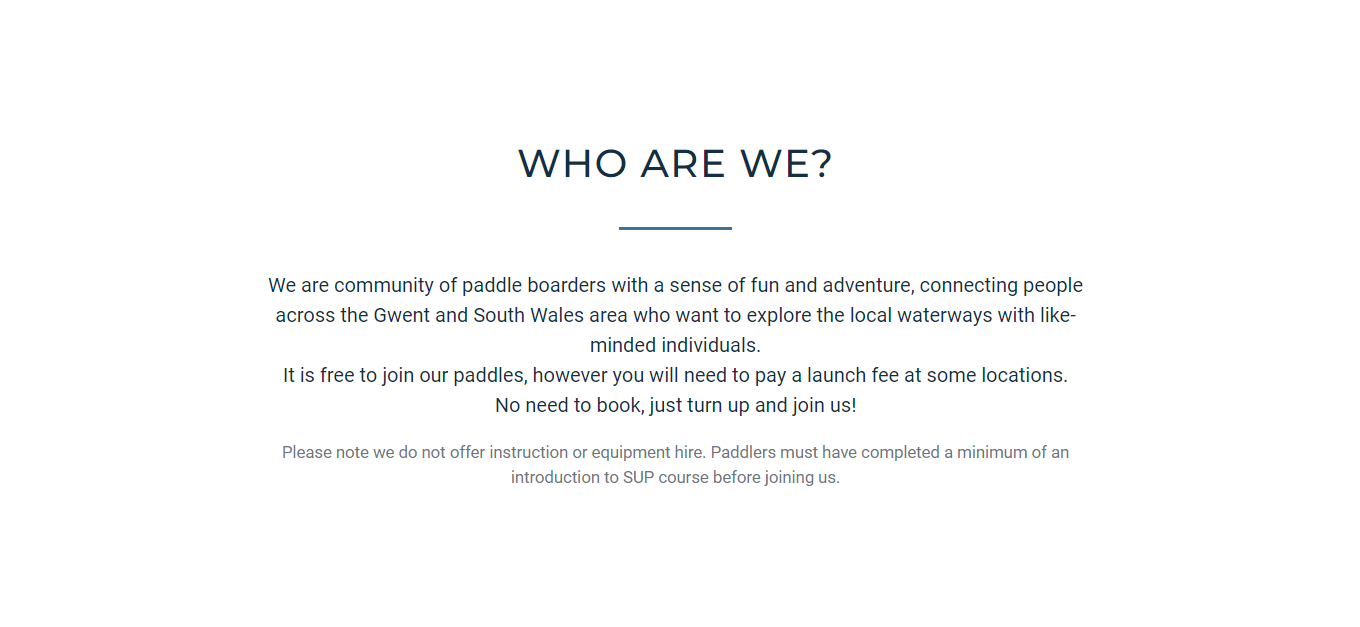 WHO ARE WE?
We are community of paddle boarders with a sense of fun and adventure, connecting people
across the Gwent and South Wales area who want to explore the local waterways with like-
minded individuals.
It is free to join our paddles, however you will need to pay a launch fee at some locations.
No need to book, just turn up and join us!
Please note we do not offer instruction or equipment hire. Paddlers must have completed a minimum of an
introduction to SUP course before joining us.